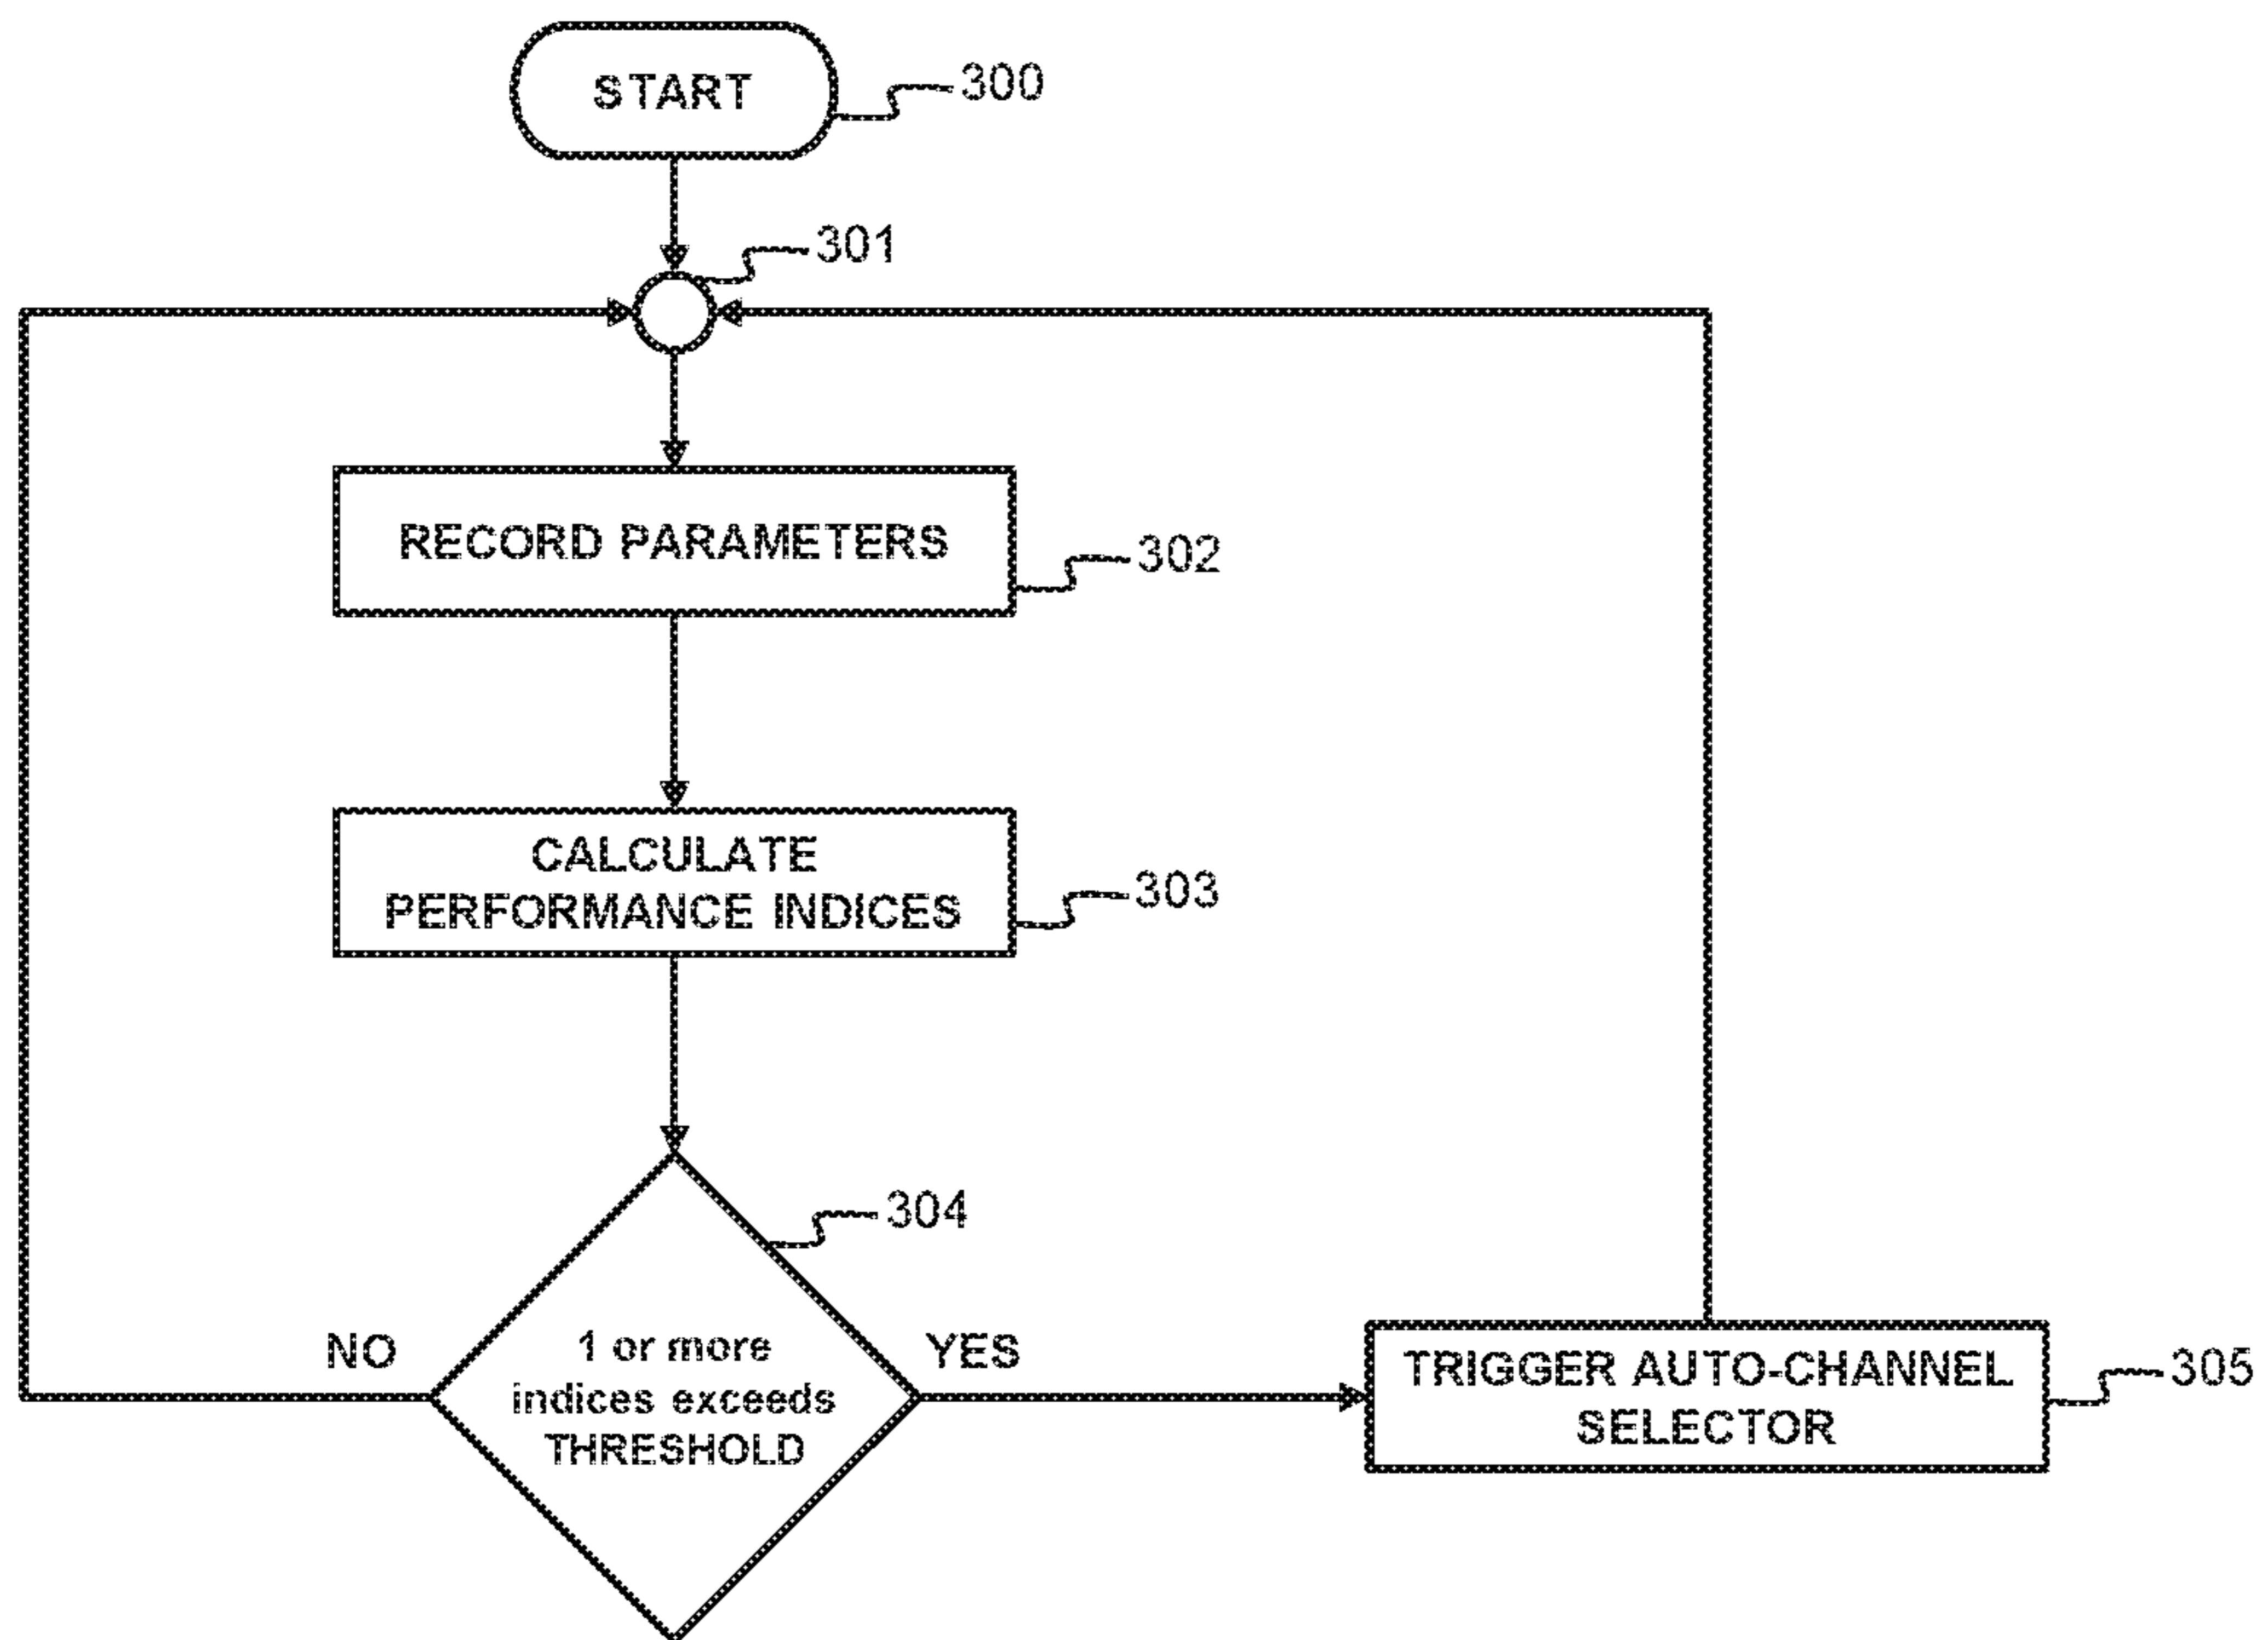 START
300
301
RECORD PARAMETERS
302
CALCULATE
PERFORMANCE INDICES
303
304
NO
1 or more
indices exceeds
THRESHOLD
YES
TRIGGER AUTO-CHANNEL
SELECTOR
305